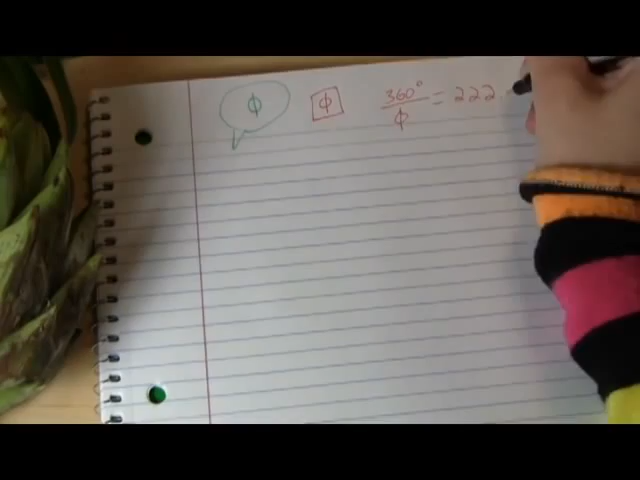 ϕ ϕ 360°/ϕ = 222.